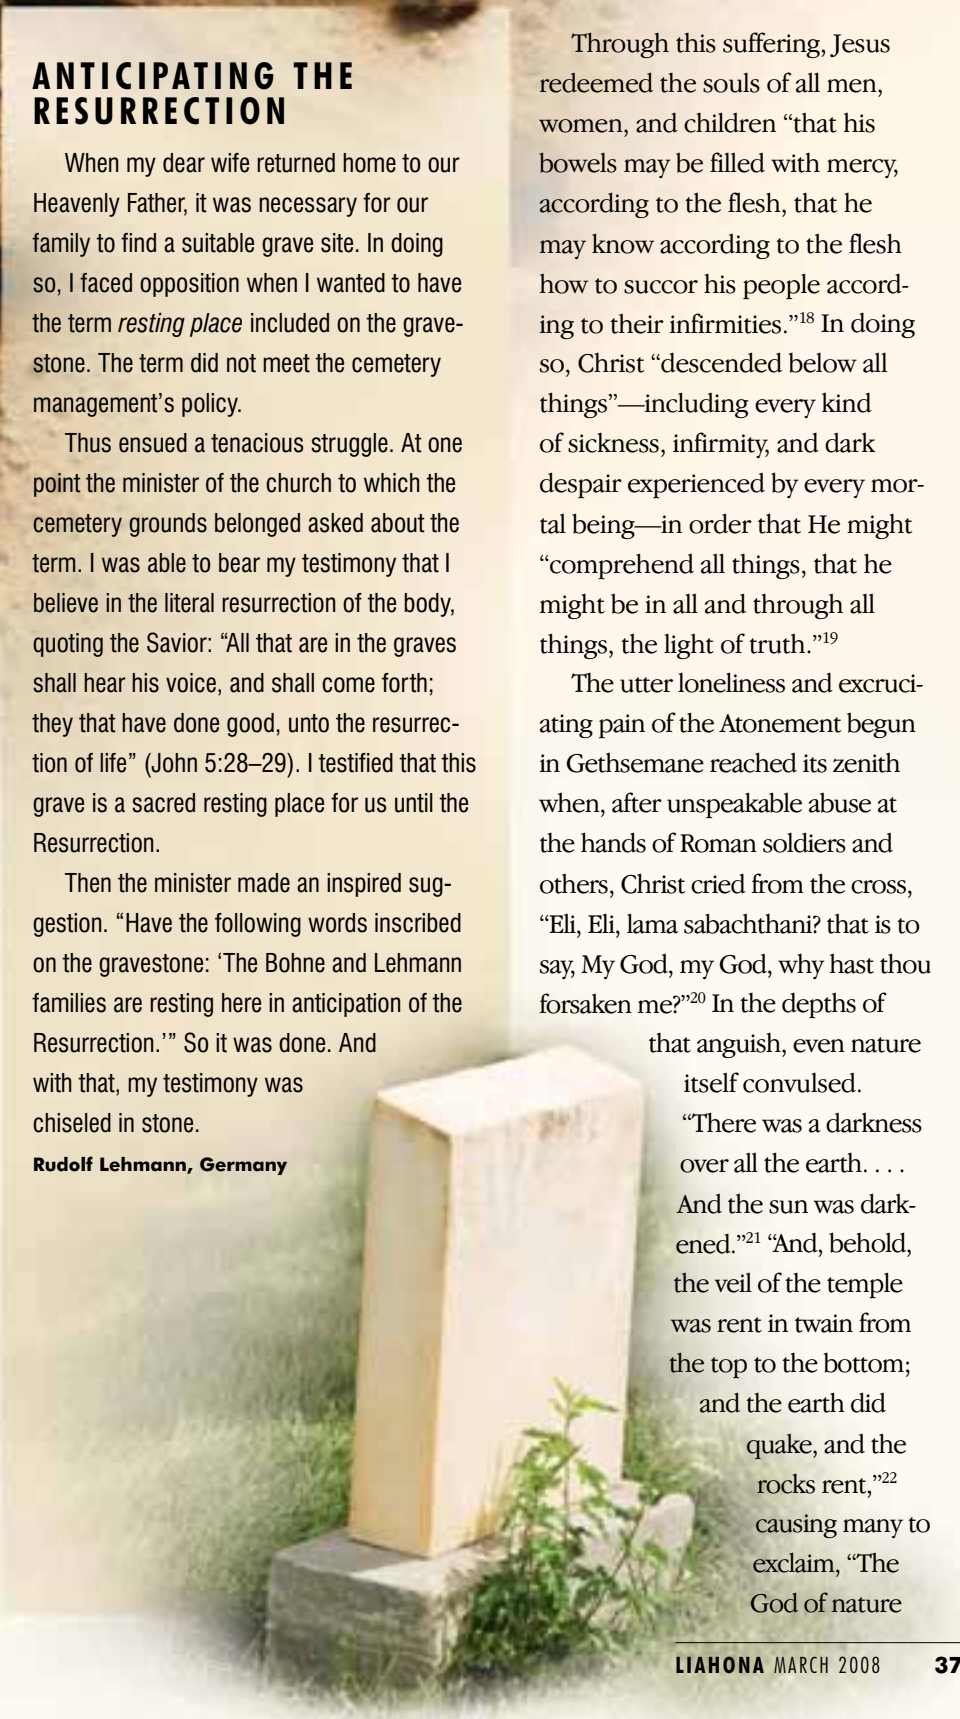 ANTICIPATING THE
RESURRECTION
When my dear wife returned home to our
Heavenly Father, it was necessary for our
family to find a suitable grave site. In doing
so, I faced opposition when I wanted to have
the term resting place included on the grave-
stone. The term did not meet the cemetery
management’s policy.
Thus ensued a tenacious struggle. At one
point the minister of the church to which the
cemetery grounds belonged asked about the
term. I was able to bear my testimony that I
believe in the literal resurrection of the body,
quoting the Savior: “All that are in the graves
shall hear his voice, and shall come forth;
they that have done good, unto the resurrec-
tion of life” (John 5:28–29). I testified that this
grave is a sacred resting place for us until the
Resurrection.
Then the minister made an inspired sug-
gestion. “Have the following words inscribed
on the gravestone: ‘The Bohne and Lehmann
families are resting here in anticipation of the
Resurrection.’” So it was done. And
with that, my testimony was
chiseled in stone.
Rudolf Lehmann, Germany
Through this suffering, Jesus
redeemed the souls of all men,
women, and children “that his
bowels may be filled with mercy,
according to the flesh, that he
may know according to the flesh
how to succor his people accord-
ing to their infirmities.”18 In doing
so, Christ “descended below all
things”—including every kind
of sickness, infirmity, and dark
despair experienced by every mor-
tal being—in order that He might
“comprehend all things, that he
might be in all and through all
things, the light of truth.”19
The utter loneliness and excruci-
ating pain of the Atonement begun
in Gethsemane reached its zenith
when, after unspeakable abuse at
the hands of Roman soldiers and
others, Christ cried from the cross,
“Eli, Eli, lama sabachthani? that is to
say, My God, my God, why hast thou
forsaken me?”20 In the depths of
that anguish, even nature
itself convulsed.
“There was a darkness
over all the earth. . . .
And the sun was dark-
ened.”21 “And, behold,
the veil of the temple
was rent in twain from
the top to the bottom;
and the earth did
quake, and the
rocks rent,”22
causing many to
exclaim, “The
God of nature
LIAHONA MARCH 2008 37